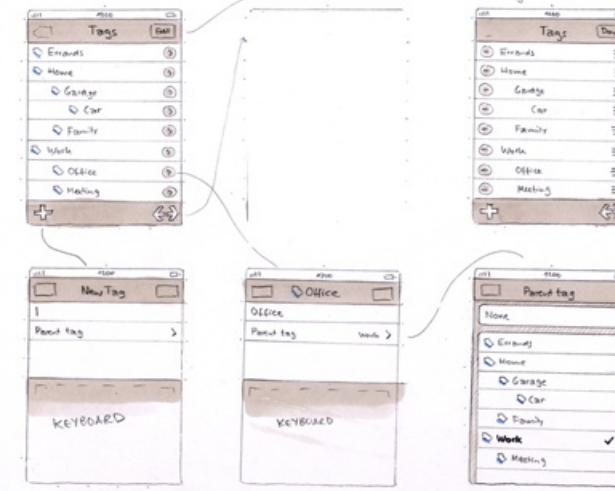 Tags Edit
Errands
Home
Garage
Car
Family
Work
Office
Meeting
Tags
Errands
Home
Garage
Car
Family
Work
Office
Meeting
New Tag
Parent tag
KEYBOARD
Office
Office
Parent tag Work
KEYBOARD
Parent tag
None
Errands
Home
Garage
Car
Family
Work
Meeting